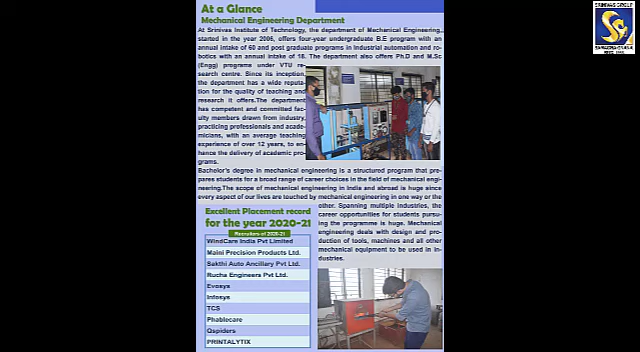 At a Glance
Mechanical Engineering Department
At Srinivas Institute of Technology, the department of Mechanical Engineering,
started in the year 2006, offers four-year undergraduate B.E program with an
annual intake of 60 and post graduate programs in Industrial automation and ro-
botics with an annual intake of 18. The department also offers Ph.D and M.Sc
(Engg) programs under VTU re-
search centre. Since its inception,
the department has a wide reputa-
tion for the quality of teaching and
research it offers.The department
has competent and committed fac-
ulty members drawn from industry,
practicing professionals and acade-
micians, with an average teaching
experience of over 12 years, to en-
hance the delivery of academic pro-
grams.
Bachelor's degree in mechanical engineering is a structured program that pre-
pares students for a broad range of career choices in the field of mechanical engi-
neering.The scope of mechanical engineering in India and abroad is huge since
every aspect of our lives are touched by mechanical engineering in one way or the
other. Spanning multiple industries, the
career opportunities for students pursu-
ing the programme is huge. Mechanical
engineering deals with design and pro-
duction of tools, machines and all other
mechanical equipment to be used in in-
dustries.
Excellent Placement record
for the year 2020-21
Recruiters of 2020-21
WindCare India Pvt Limited
Maini Precision Products Ltd.
Sakthi Auto Ancillary Pvt Ltd.
Rucha Engineers Pvt Ltd.
Evosys
Infosys
TCS
Phablecare
Qspiders
PRINTALYTIX
SRINIVAS GROUP